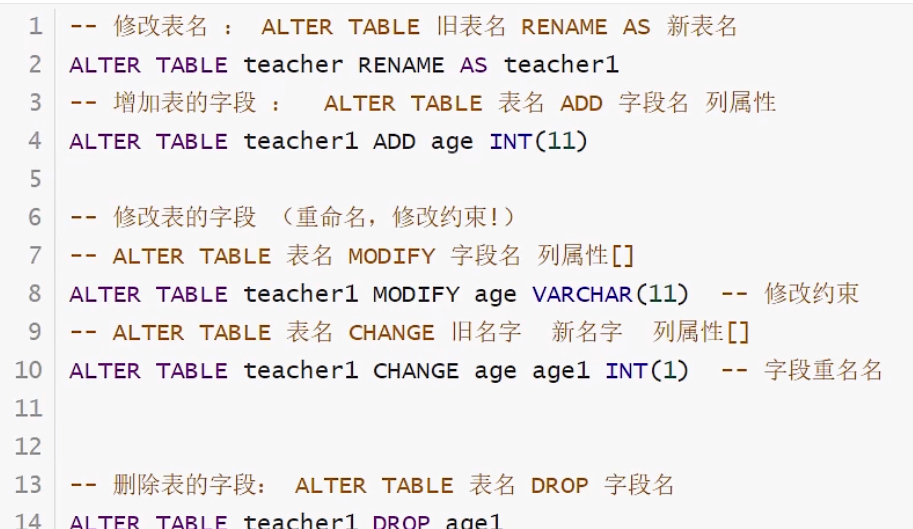 1 -- 修改表名 ： ALTER TABLE 旧表名 RENAME AS 新表名
2 ALTER TABLE teacher RENAME AS teacher1
3 -- 增加表的字段 ： ALTER TABLE 表名 ADD 字段名 列属性
4 ALTER TABLE teacher1 ADD age INT(11)
5
6 -- 修改表的字段 （重命名，修改约束!）
7 -- ALTER TABLE 表名 MODIFY 字段名 列属性[]
8 ALTER TABLE teacher1 MODIFY age VARCHAR(11) -- 修改约束
9 -- ALTER TABLE 表名 CHANGE 旧名字 新名字 列属性[]
10 ALTER TABLE teacher1 CHANGE age age1 INT(1) -- 字段重名名
11
12
13 -- 删除表的字段： ALTER TABLE 表名 DROP 字段名
14 ALTER TABLE teacher1 DROP age1